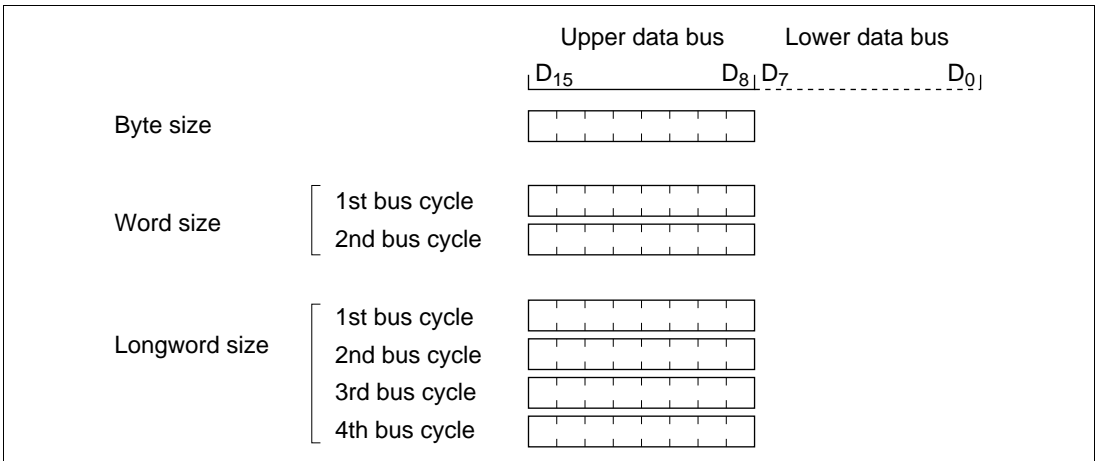 Upper data bus Lower data bus
D15 D8 D7 D0
Byte size
Word size
1st bus cycle
2nd bus cycle
Longword size
1st bus cycle
2nd bus cycle
3rd bus cycle
4th bus cycle